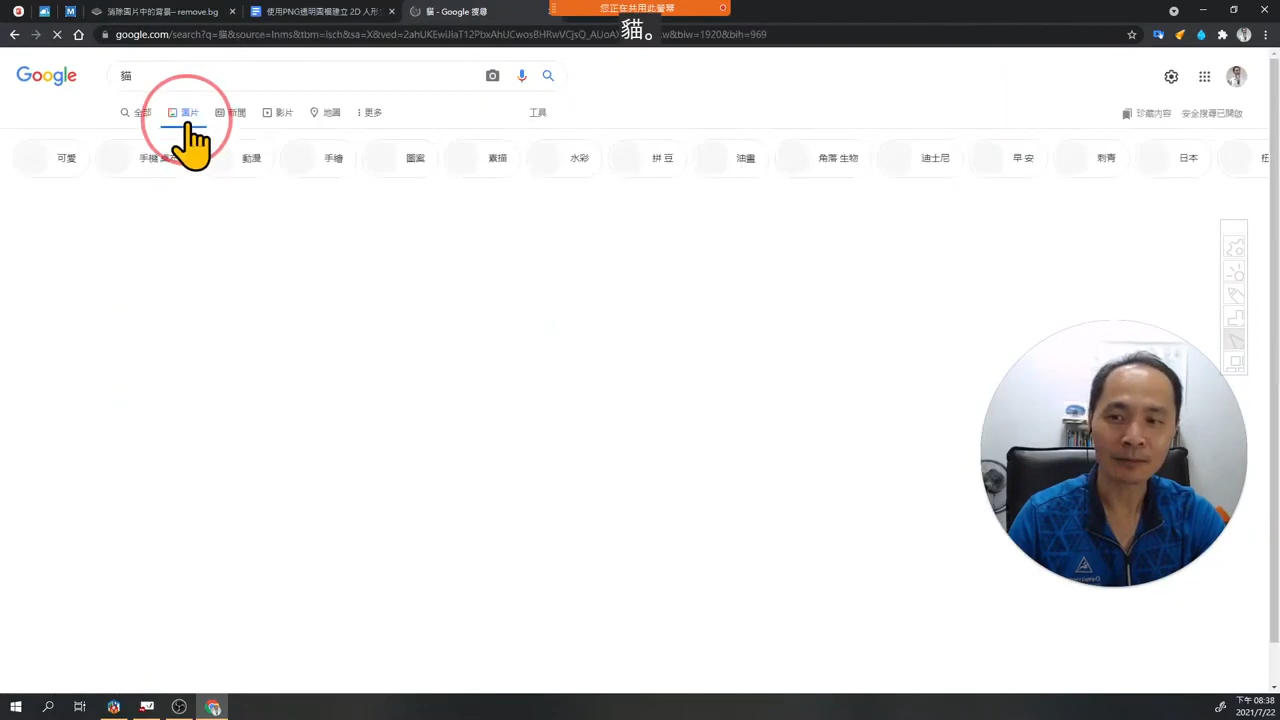 消除圖片中的背景– remove.bg
使用PNG透明圖檔建立 2D 人形
貓 - Google 搜尋
您正在共用此螢幕
貓。
google.com/search?q=貓&source=lnms&tbm=isch&sa=X&ved=2ahUKEwiJiaT12PbxAhUCwos8HRwVCjsQ_AUoAX
w&biw=1920&bih=969
Google
貓
全部
圖片
新聞
影片
地圖
更多
工具
珍藏內容
安全搜尋已開啟
可愛
手機 桌布
動漫
手繪
圖案
素描
水彩
拼 豆
油畫
角落 生物
迪士尼
早 安
刺青
日本
下午 08:38
2021/7/22